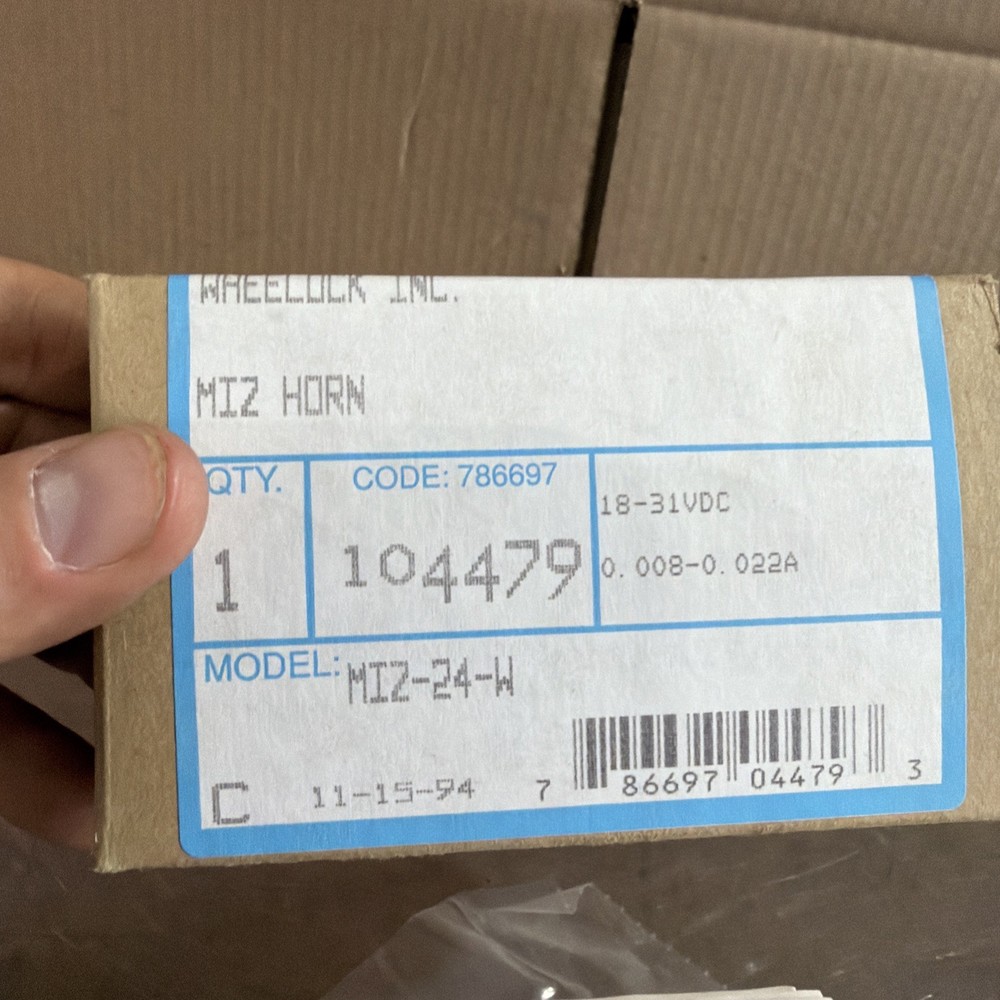 WHEELOCK INC.
MIZ HORN
QTY.
1
CODE: 786697
104479
18-31VDC
0.008-0.022A
MODEL: MIZ-24-W
C 11-15-94
7 86697 04479 3